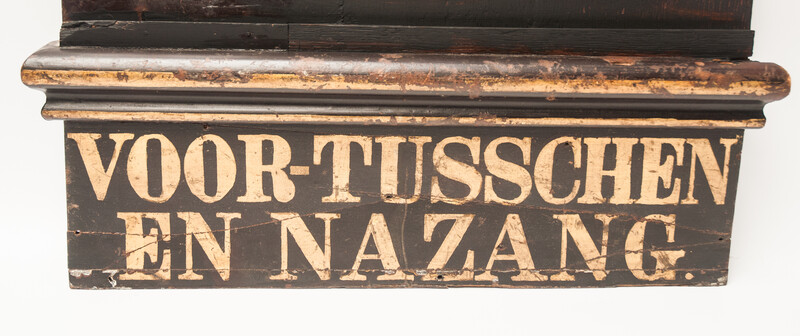 VOOR-TUSSCHEN
EN NAZANG.